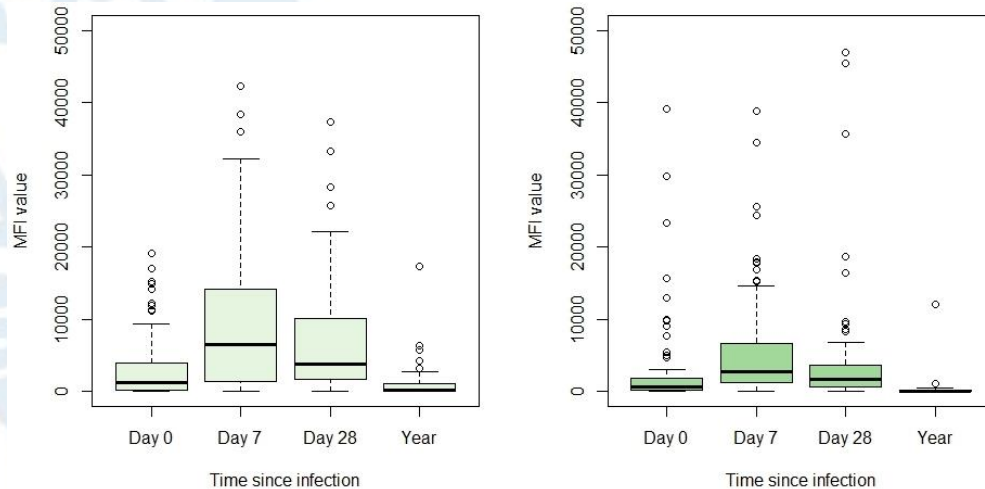 50000
40000
30000
20000
10000
0
MFI value
Day 0 Day 7 Day 28 Year
Time since infection
50000
40000
30000
20000
10000
0
MFI value
Day 0 Day 7 Day 28 Year
Time since infection